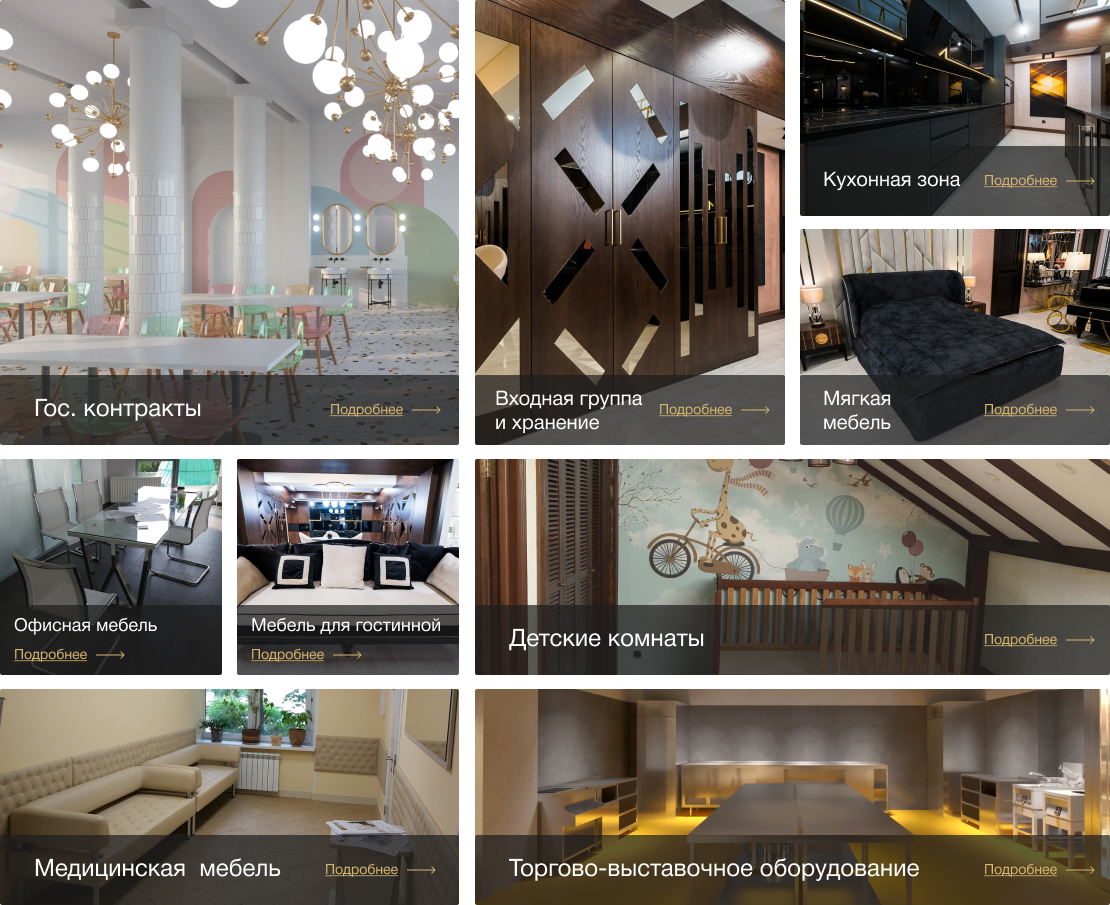 Кухонная зона
Подробнее
Гос. контракты
Подробнее
Входная группа
и хранение
Подробнее
Мягкая
мебель
Подробнее
Офисная мебель
Подробнее
Мебель для гостинной
Подробнее
Детские комнаты
Подробнее
Медицинская мебель
Подробнее
Торгово-выставочное оборудование
Подробнее